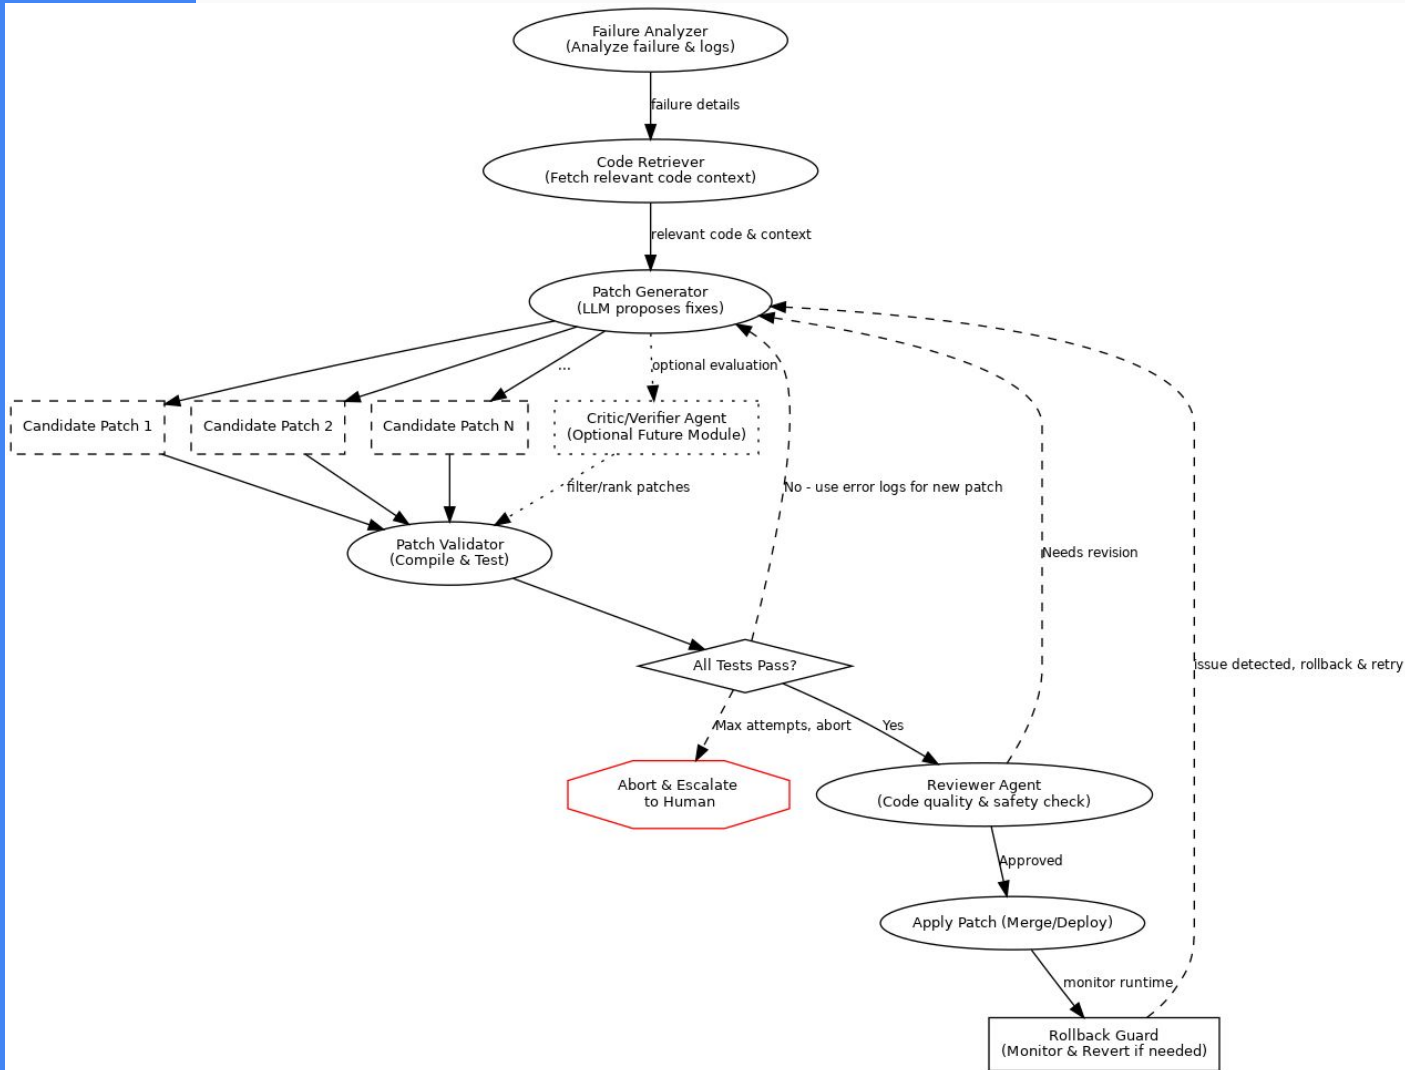 Failure Analyzer
(Analyze failure & logs)
failure details
Code Retriever
(Fetch relevant code context)
relevant code & context
Patch Generator
(LLM proposes fixes)
...
optional evaluation
Candidate Patch 1
Candidate Patch 2
Candidate Patch N
Critic/Verifier Agent
(Optional Future Module)
filter/rank patches
No - use error logs for new patch
Patch Validator
(Compile & Test)
Needs revision
All Tests Pass?
issue detected, rollback & retry
Max attempts, abort
Yes
Abort & Escalate
to Human
Reviewer Agent
(Code quality & safety check)
Approved
Apply Patch (Merge/Deploy)
monitor runtime
Rollback Guard
(Monitor & Revert if needed)